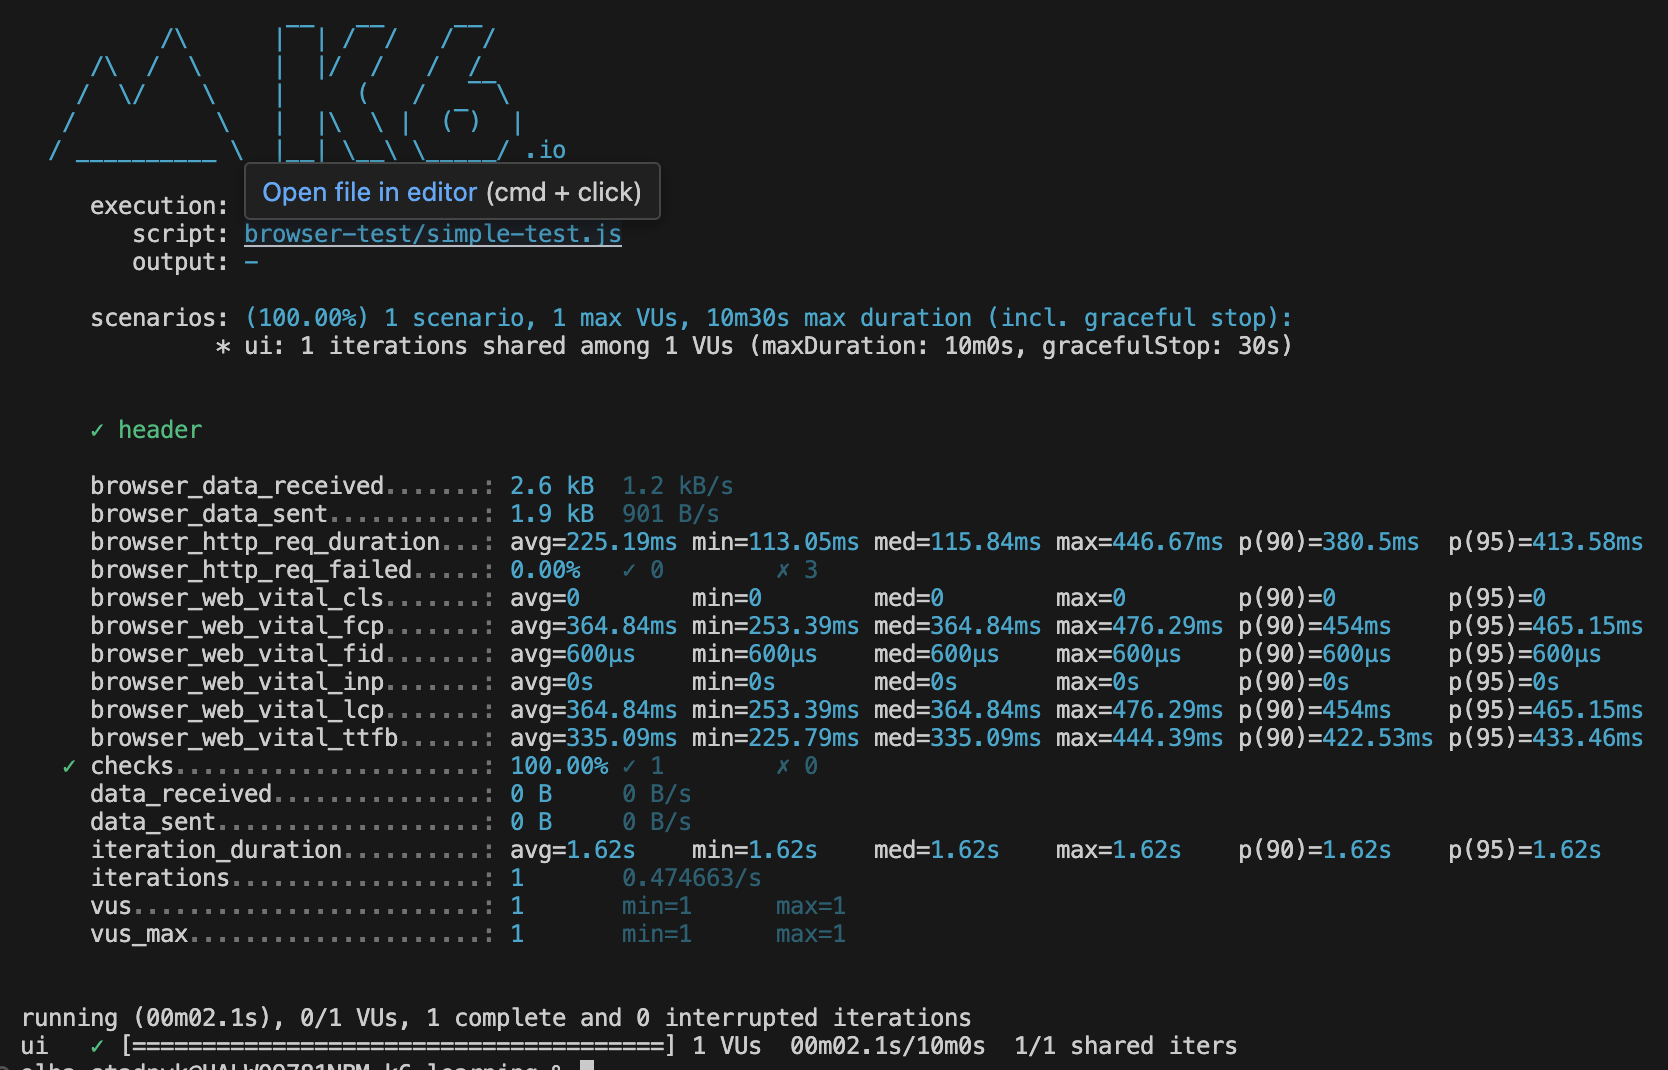 /\      |‾‾| /‾‾/   /‾‾/
     /\  /  \     |  |/  /   /  /
    /  \/    \    |     (   /   ‾‾\
   /          \   |  |\  \ |  (‾)  |
  / __________ \  |__| \__\ \_____/ .io
Open file in editor (cmd + click)
execution:
script: browser-test/simple-test.js
output: -
scenarios: (100.00%) 1 scenario, 1 max VUs, 10m30s max duration (incl. graceful stop):
* ui: 1 iterations shared among 1 VUs (maxDuration: 10m0s, gracefulStop: 30s)
✓ header
browser_data_received.......: 2.6 kB 1.2 kB/s
browser_data_sent...........: 1.9 kB 901 B/s
browser_http_req_duration...: avg=225.19ms min=113.05ms med=115.84ms max=446.67ms p(90)=380.5ms p(95)=413.58ms
browser_http_req_failed.....: 0.00% ✓ 0 ✗ 3
browser_web_vital_cls.......: avg=0 min=0 med=0 max=0 p(90)=0 p(95)=0
browser_web_vital_fcp.......: avg=364.84ms min=253.39ms med=364.84ms max=476.29ms p(90)=454ms p(95)=465.15ms
browser_web_vital_fid.......: avg=600µs min=600µs med=600µs max=600µs p(90)=600µs p(95)=600µs
browser_web_vital_inp.......: avg=0s min=0s med=0s max=0s p(90)=0s p(95)=0s
browser_web_vital_lcp.......: avg=364.84ms min=253.39ms med=364.84ms max=476.29ms p(90)=454ms p(95)=465.15ms
browser_web_vital_ttfb......: avg=335.09ms min=225.79ms med=335.09ms max=444.39ms p(90)=422.53ms p(95)=433.46ms
✓ checks......................: 100.00% ✓ 1 ✗ 0
data_received...............: 0 B 0 B/s
data_sent...................: 0 B 0 B/s
iteration_duration..........: avg=1.62s min=1.62s med=1.62s max=1.62s p(90)=1.62s p(95)=1.62s
iterations..................: 1 0.474663/s
vus.........................: 1 min=1 max=1
vus_max.....................: 1 min=1 max=1
running (00m02.1s), 0/1 VUs, 1 complete and 0 interrupted iterations
ui ✓ [======================================] 1 VUs 00m02.1s/10m0s 1/1 shared iters